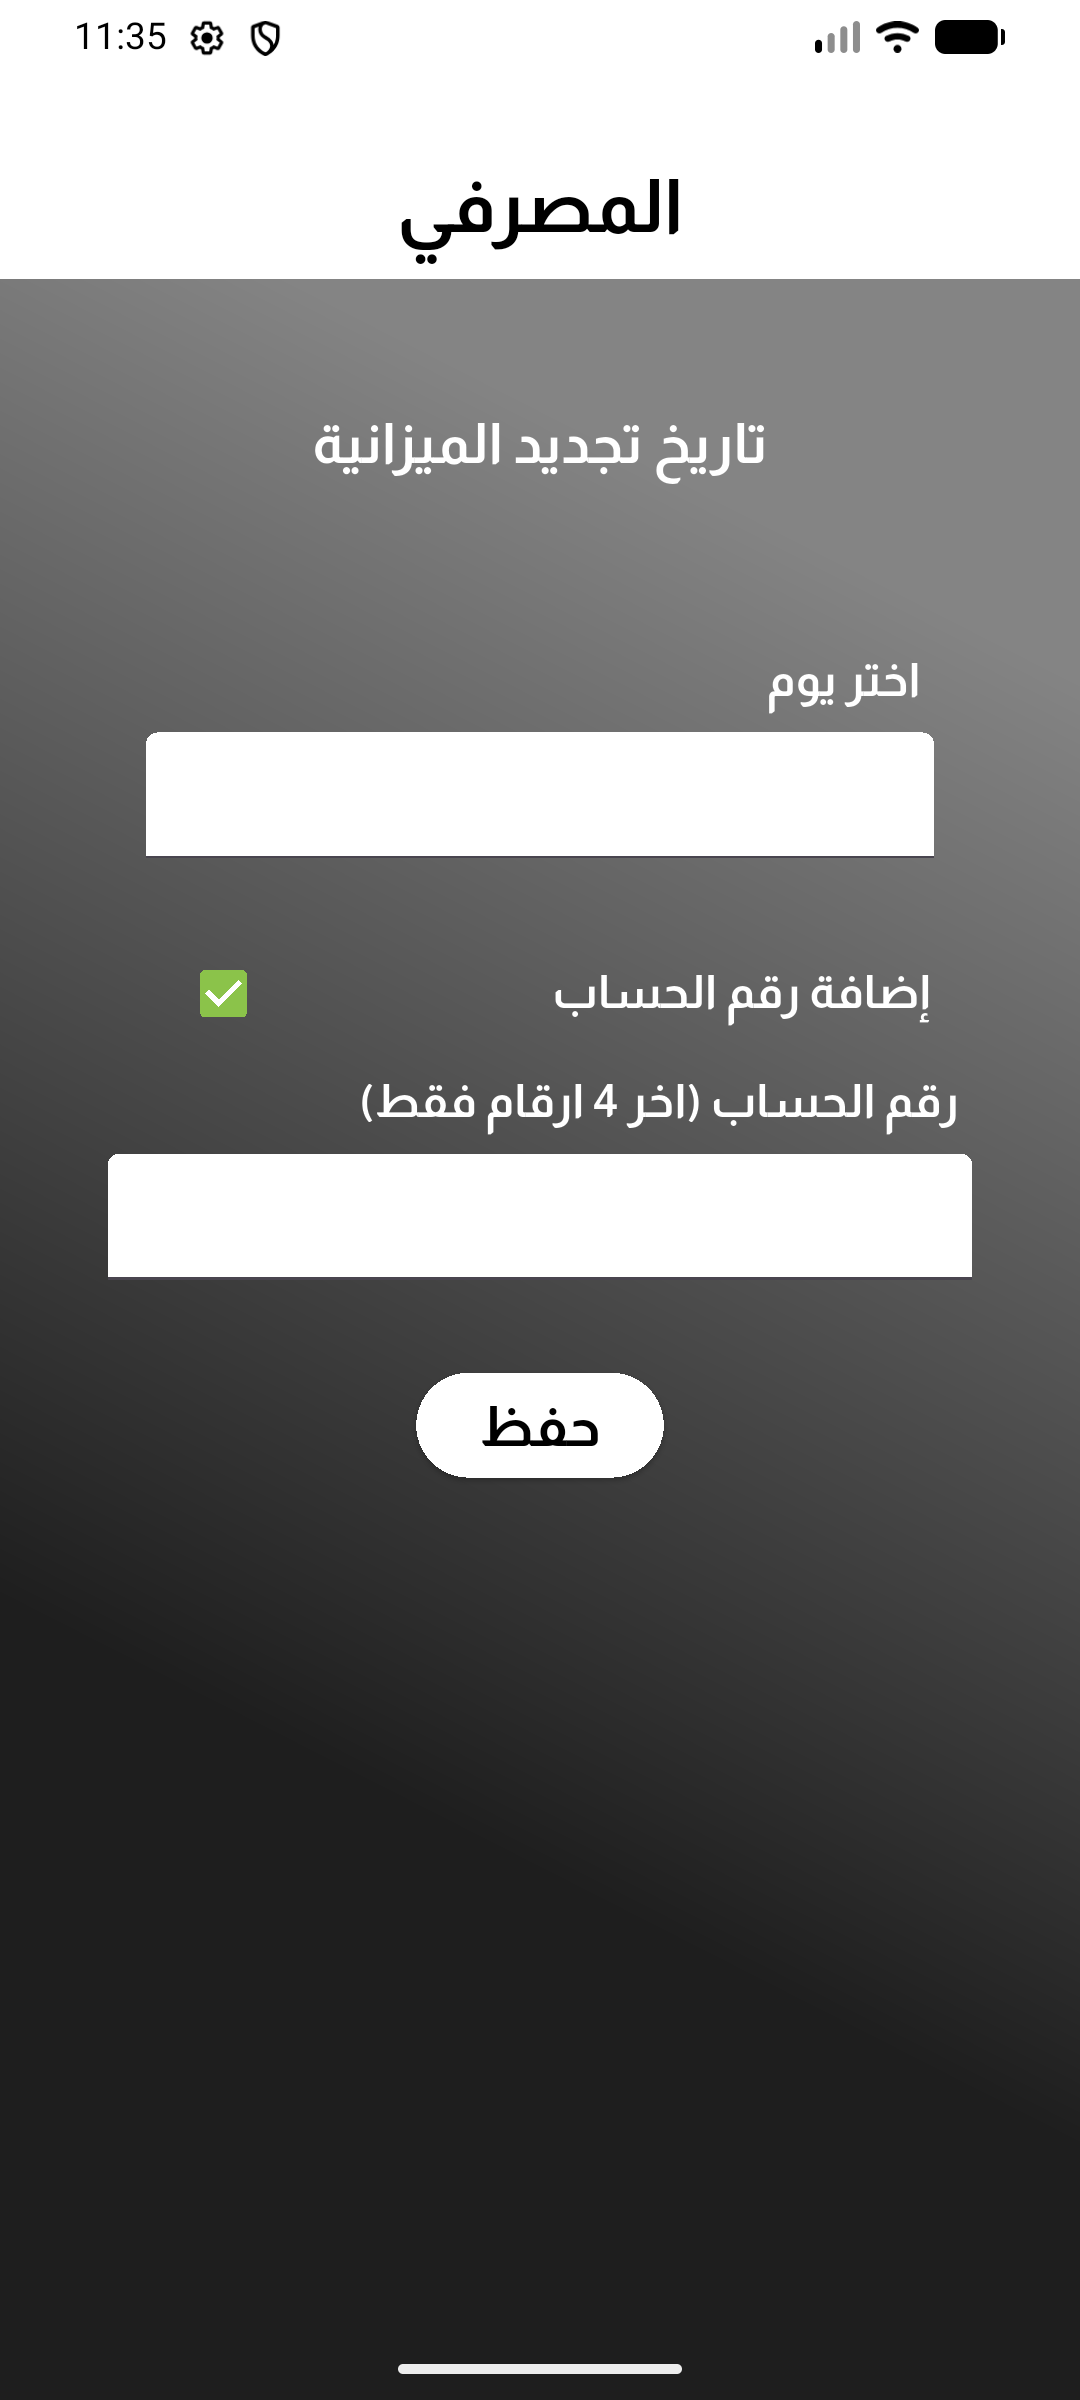 11:35
المصرفي
تاريخ تجديد الميزانية
اختر يوم
إضافة رقم الحساب
رقم الحساب (اخر 4 ارقام فقط)
حفظ